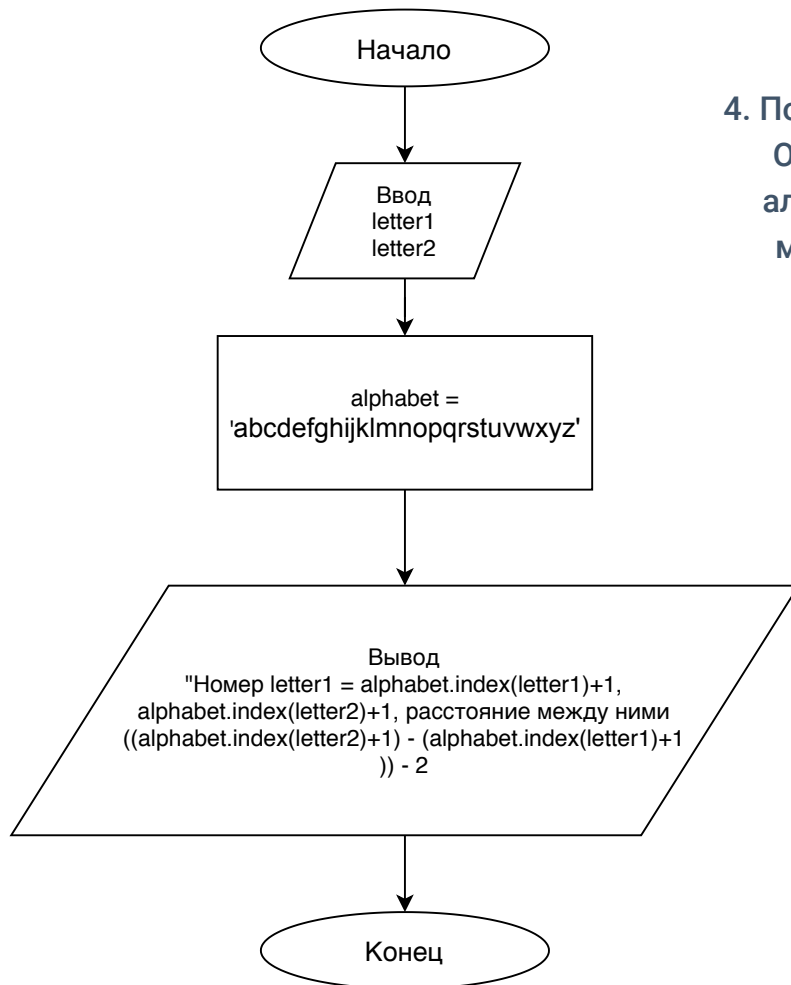 Начало
Ввод
letter1
letter2
alphabet =
'abcdefghijklmnopqrstuvwxyz'
Вывод
"Номер letter1 = alphabet.index(letter1)+1,
alphabet.index(letter2)+1, расстояние между ними
((alphabet.index(letter2)+1) - (alphabet.index(letter1)+1
)) - 2
Конец
4.